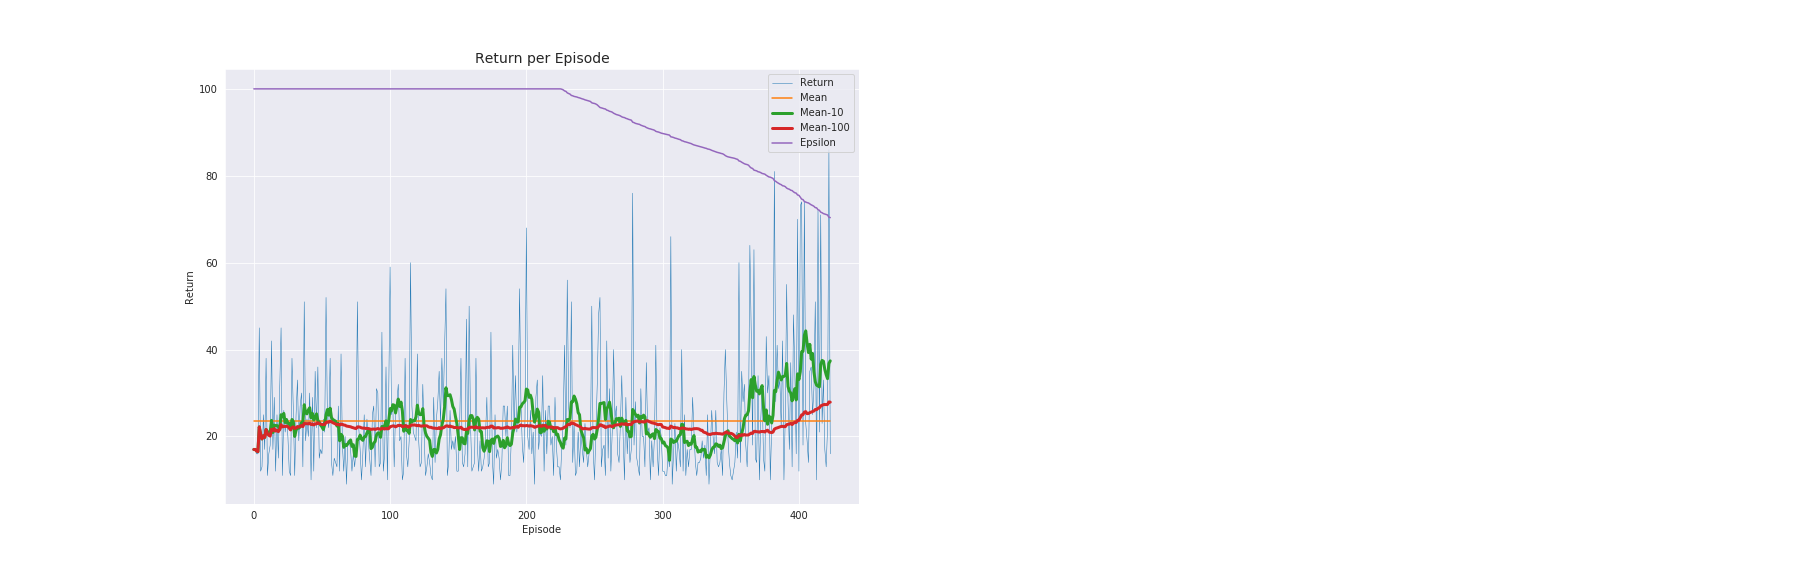 Return per Episode
Return
Mean
Mean-10
Mean-100
Epsilon
100
80
60
40
20
Return
0 100 200 300 400
Episode